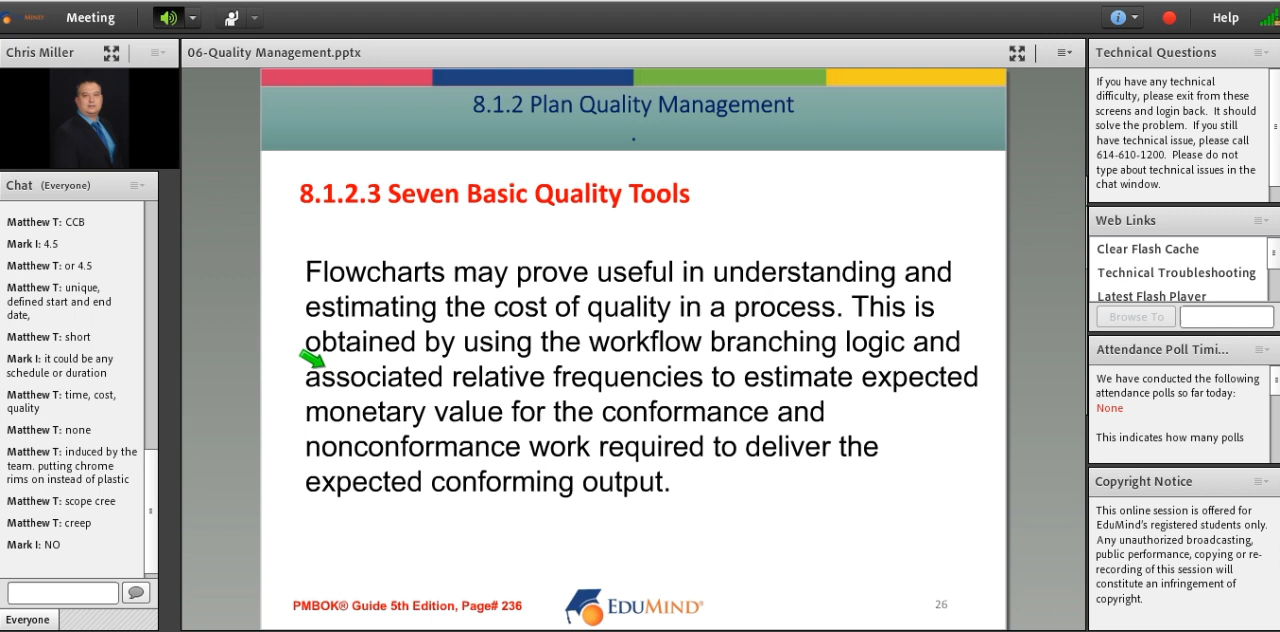 Meeting
Help
Chris Miller
06-Quality Management.pptx
Technical Questions
If you have any technical
difficulty, please exit from these
screens and login back. It should
solve the problem. If you still
have technical issue, please call
614-610-1200. Please do not
type about technical issues in the
chat window.
8.1.2 Plan Quality Management
.
8.1.2.3 Seven Basic Quality Tools
Flowcharts may prove useful in understanding and
estimating the cost of quality in a process. This is
obtained by using the workflow branching logic and
associated relative frequencies to estimate expected
monetary value for the conformance and
nonconformance work required to deliver the
expected conforming output.
PMBOK® Guide 5th Edition, Page# 236
EDUMIND®
26
Chat (Everyone)
Matthew T: CCB
Mark I: 4.5
Matthew T: or 4.5
Matthew T: unique,
defined start and end
date,
Matthew T: short
Mark I: it could be any
schedule or duration
Matthew T: time, cost,
quality
Matthew T: none
Matthew T: induced by the
team. putting chrome
rims on instead of plastic
Matthew T: scope cree
Matthew T: creep
Mark I: NO
Everyone
Web Links
Clear Flash Cache
Technical Troubleshooting
Latest Flash Player
Browse To
Attendance Poll Timi...
We have conducted the following
attendance polls so far today:
None
This indicates how many polls
Copyright Notice
This online session is offered for
EduMind's registered students only.
Any unauthorized broadcasting,
public performance, copying or re-
recording of this session will
constitute an infringement of
copyright.